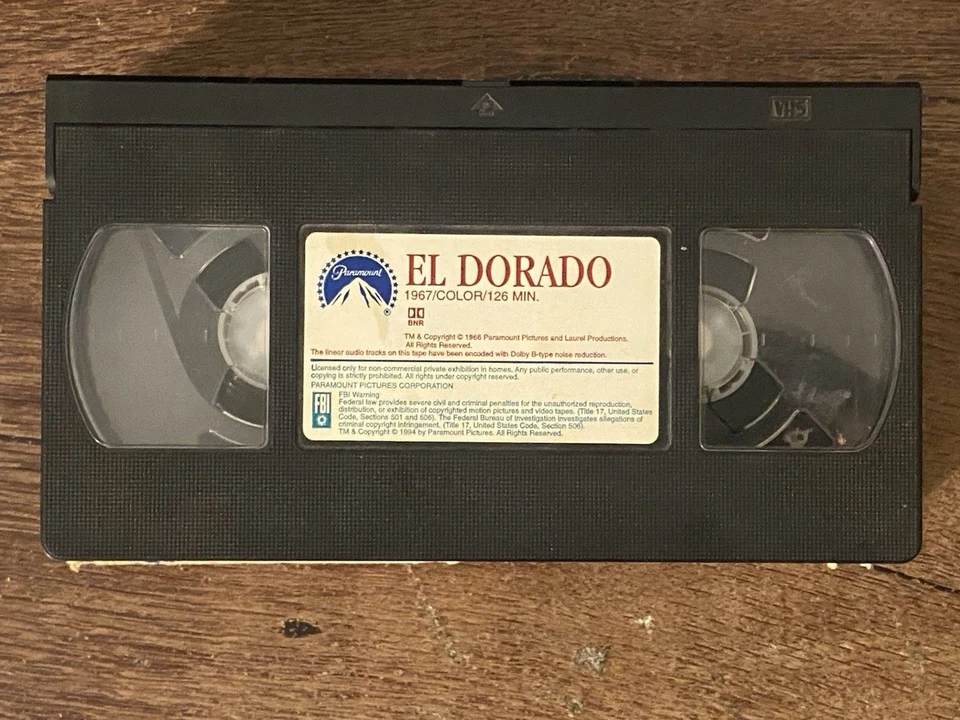 VHS
Paramount
®
EL DORADO
1967/COLOR/126 MIN.
BNR
TM & Copyright © 1966 Paramount Pictures and Laurel Productions.
All Rights Reserved.
The linear audio tracks on this tape have been encoded with Dolby B-type noise reduction.
Licensed only for non-commercial private exhibition in homes. Any public performance, other use, or
copying is strictly prohibited. All rights under copyright reserved.
PARAMOUNT PICTURES CORPORATION
FBI
FBI Warning
Federal law provides severe civil and criminal penalties for the unauthorized reproduction,
distribution, or exhibition of copyrighted motion pictures and video tapes. (Title 17, United States
Code, Sections 501 and 506). The Federal Bureau of Investigation investigates allegations of
criminal copyright infringement. (Title 17, United States Code, Section 506).
TM & Copyright © 1994 by Paramount Pictures. All Rights Reserved.